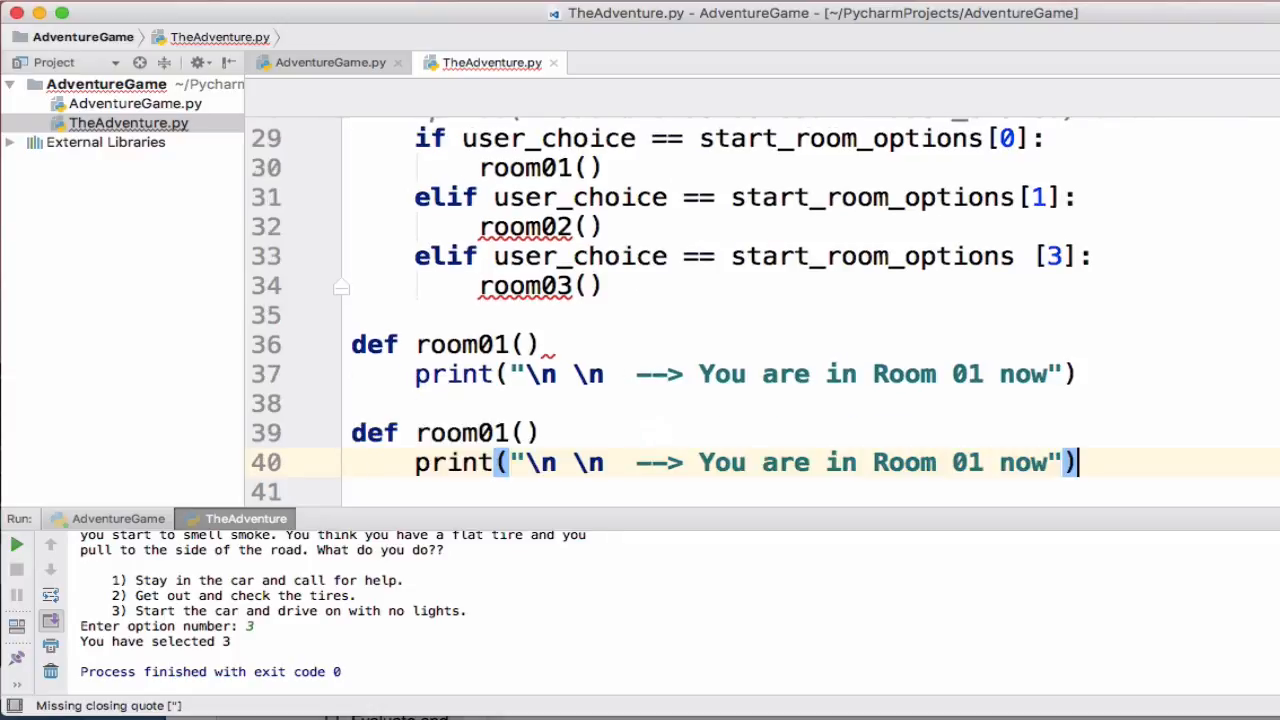 TheAdventure.py - AdventureGame - [~/PycharmProjects/AdventureGame]
AdventureGame TheAdventure.py
Project AdventureGame.py TheAdventure.py
AdventureGame ~/Pycharm
AdventureGame.py
TheAdventure.py
External Libraries
29 if user_choice == start_room_options[0]:
30 room01()
31 elif user_choice == start_room_options[1]:
32 room02()
33 elif user_choice == start_room_options [3]:
34 room03()
35
36 def room01()
37 print("\n \n --> You are in Room 01 now")
38
39 def room01()
40 print("\n \n --> You are in Room 01 now")
41
Run: AdventureGame TheAdventure
you start to smell smoke. You think you have a flat tire and you
pull to the side of the road. What do you do??
1) Stay in the car and call for help.
2) Get out and check the tires.
3) Start the car and drive on with no lights.
Enter option number: 3
You have selected 3
Process finished with exit code 0
Missing closing quote ["]